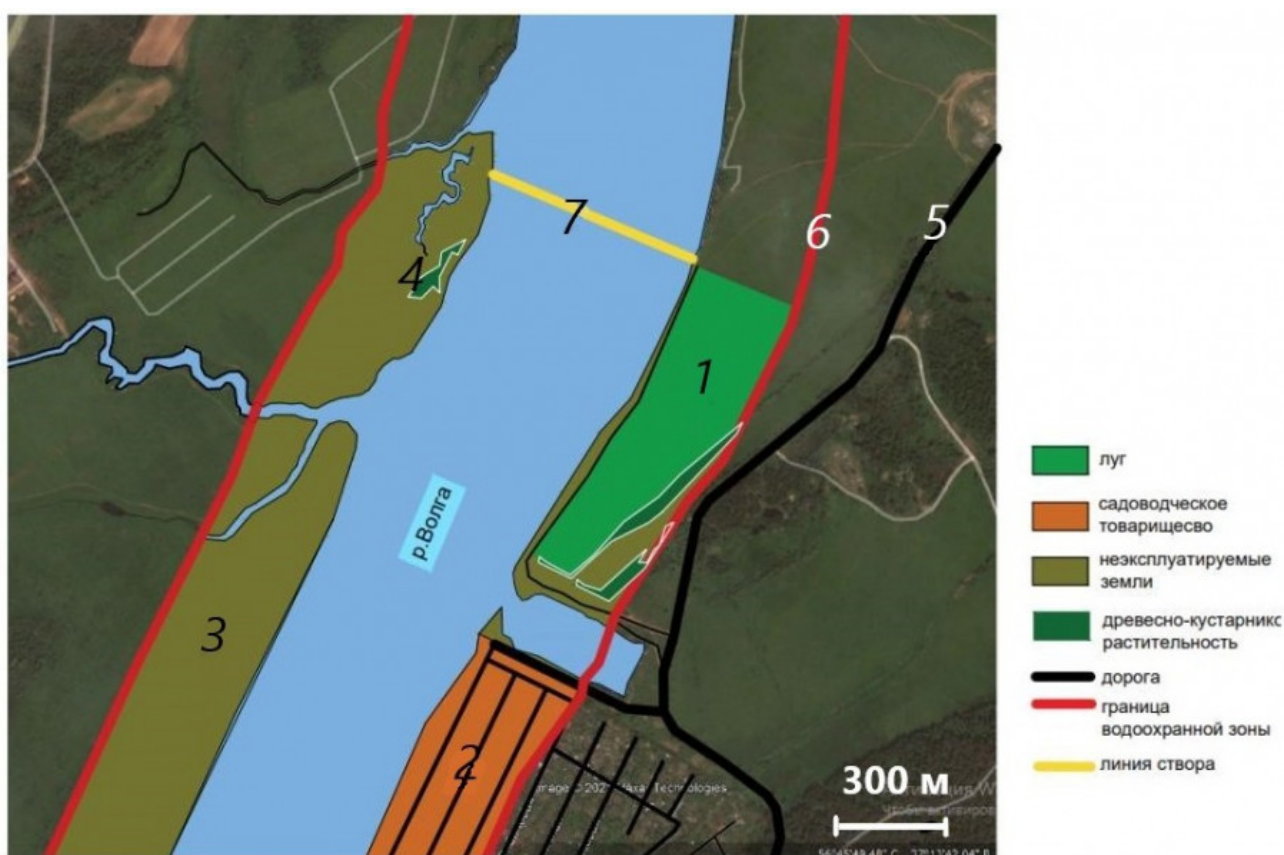 7
6
5
4
1
р.Волга
3
2
300 м
луг
садоводческое
товарищесво
неэксплуатируемые
земли
древесно-кустарникс
растительность
дорога
граница
водоохранной зоны
линия створа